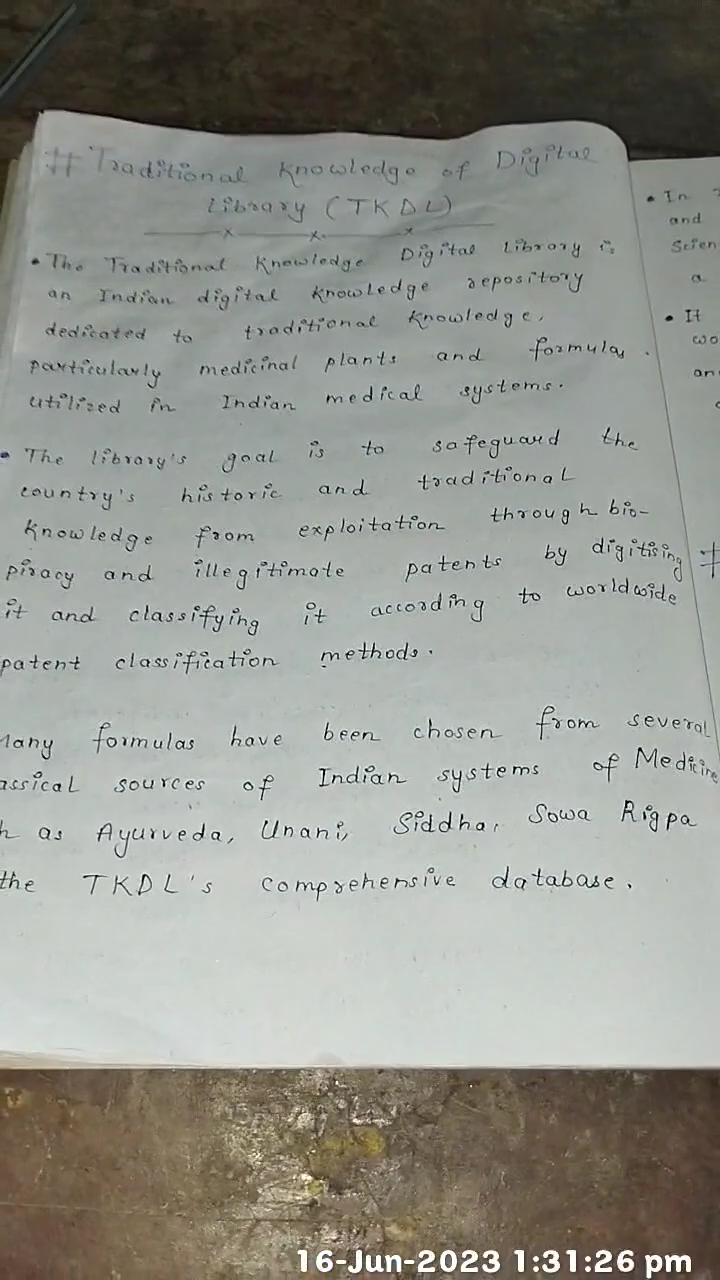 # Traditional Knowledge of Digital
Library (TKDL)
• The Traditional Knowledge Digital Library is
an Indian digital knowledge repository
dedicated to traditional knowledge,
particularly medicinal plants and formulas
utilized in Indian medical systems.
• The library's goal is to safeguard the
country's historic and traditional
knowledge from exploitation through bio-
piracy and illegitimate patents by digitising
it and classifying it according to worldwide
patent classification methods.
Many formulas have been chosen from several
assical sources of Indian systems of Medicine
h as Ayurveda, Unani, Siddha, Sowa Rigpa
the TKDL's comprehensive database.
• In
and
Scien
a
• It
wo
an
#
16-Jun-2023 1:31:26 pm